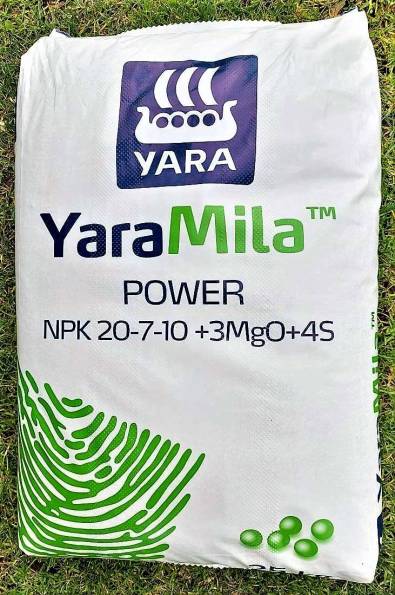 YARA
YaraMila™
POWER
NPK 20-7-10 +3MgO+4S